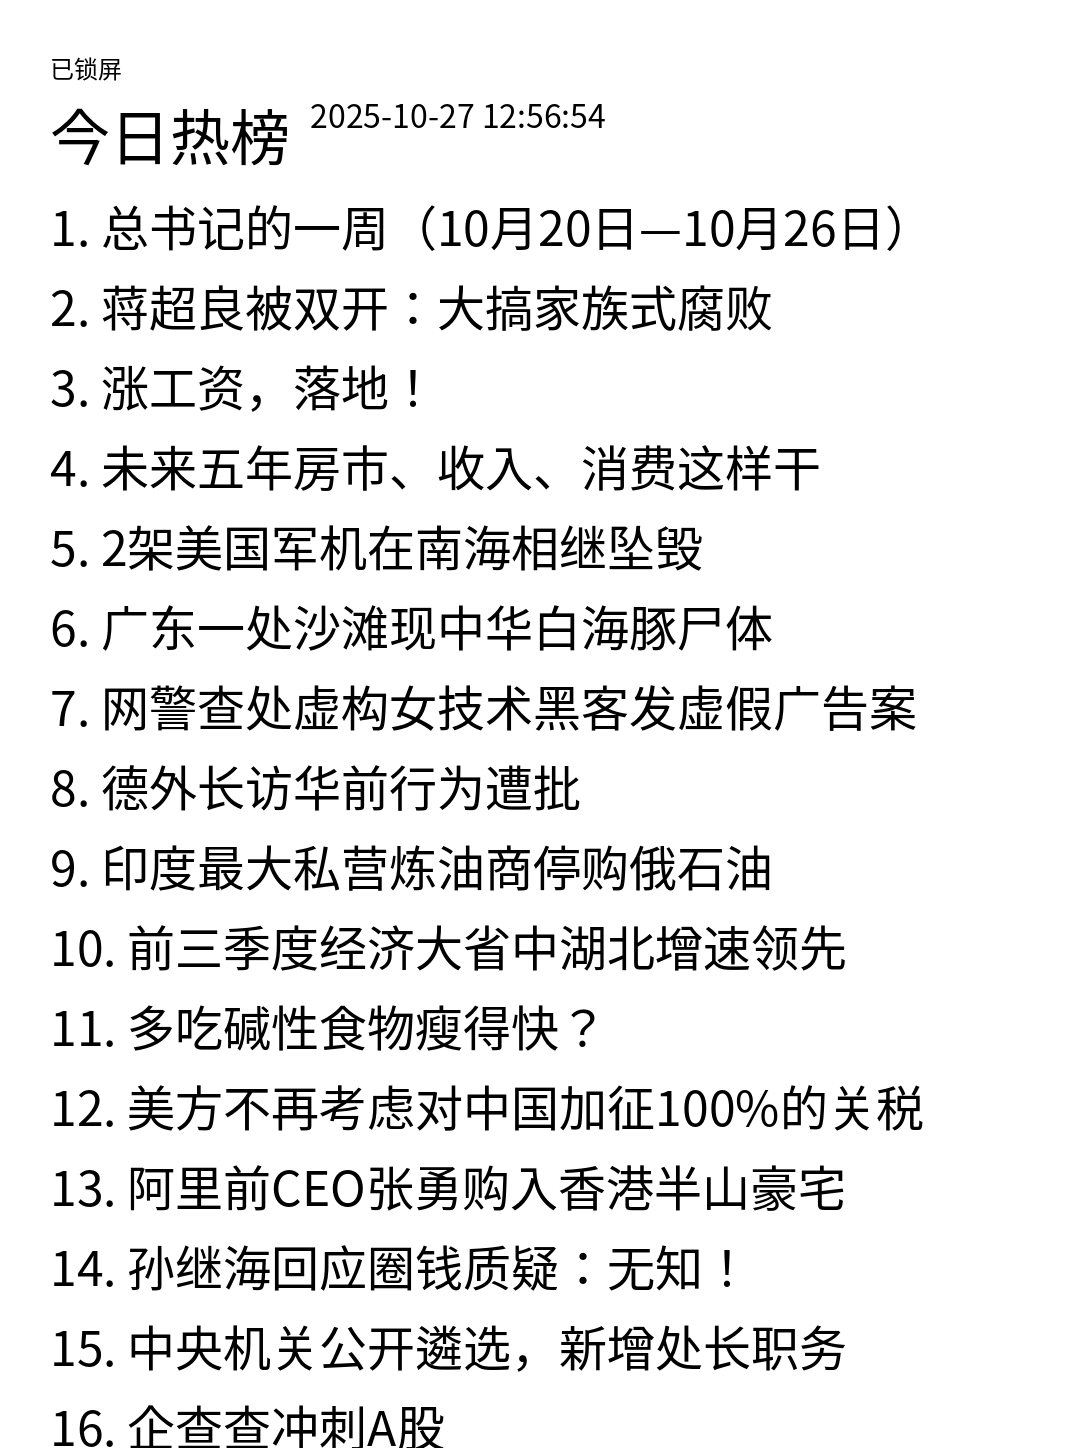 已锁屏
今日热榜 2025-10-27 12:56:54
1. 总书记的一周（10月20日—10月26日）
2. 蒋超良被双开：大搞家族式腐败
3. 涨工资，落地！
4. 未来五年房市、收入、消费这样干
5. 2架美国军机在南海相继坠毁
6. 广东一处沙滩现中华白海豚尸体
7. 网警查处虚构女技术黑客发虚假广告案
8. 德外长访华前行为遭批
9. 印度最大私营炼油商停购俄石油
10. 前三季度经济大省中湖北增速领先
11. 多吃碱性食物瘦得快？
12. 美方不再考虑对中国加征100%的关税
13. 阿里前CEO张勇购入香港半山豪宅
14. 孙继海回应圈钱质疑：无知！
15. 中央机关公开遴选，新增处长职务
16. 企查查冲刺A股